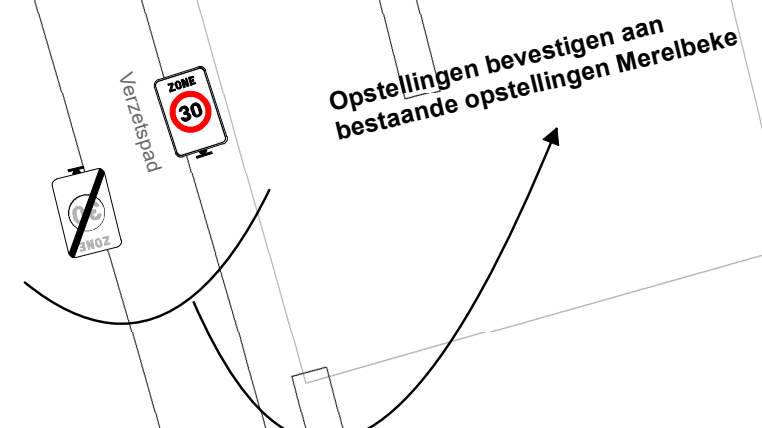 Opstellingen bevestigen aan
bestaande opstellingen Merelbeke
Verzetspad
ZONE
30
30
ZONE